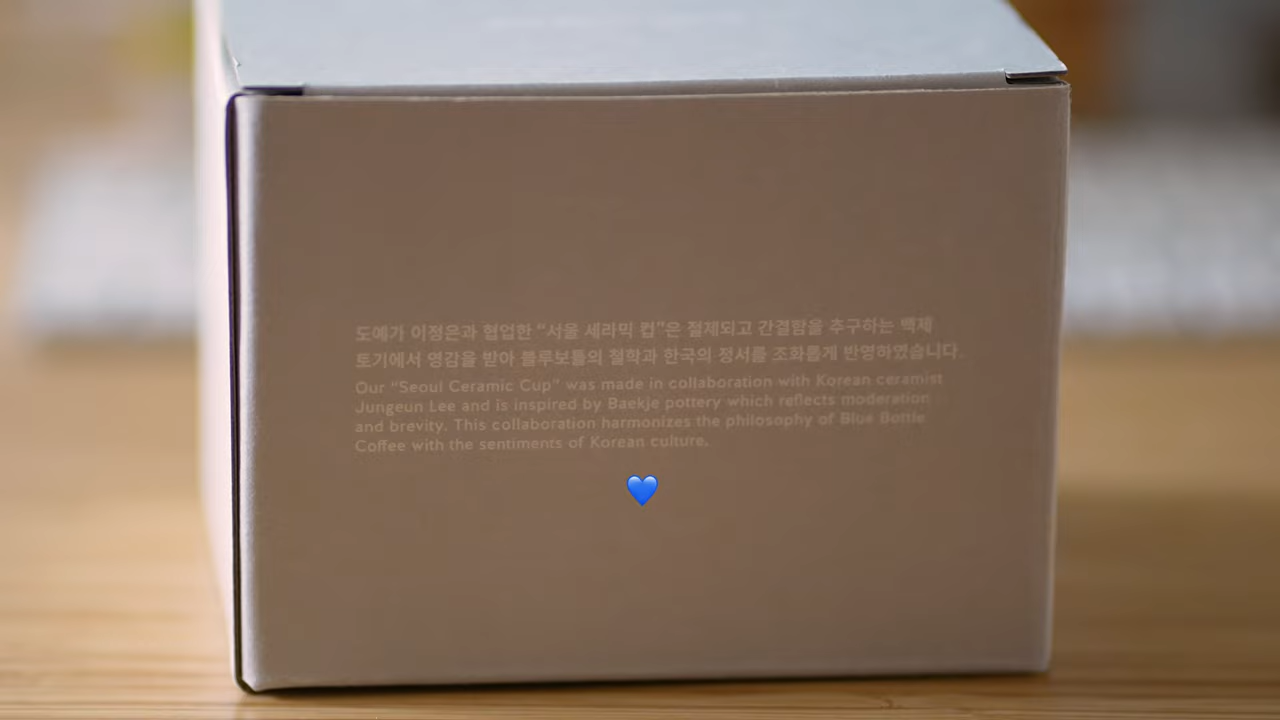 도예가 이정은과 협업한 “서울 세라믹 컵”은 절제되고 간결함을 추구하는 백제
토기에서 영감을 받아 블루보틀의 철학과 한국의 정서를 조화롭게 반영하였습니다.
Our “Seoul Ceramic Cup” was made in collaboration with Korean ceramist
Jungeun Lee and is inspired by Baekje pottery which reflects moderation
and brevity. This collaboration harmonizes the philosophy of Blue Bottle
Coffee with the sentiments of Korean culture.